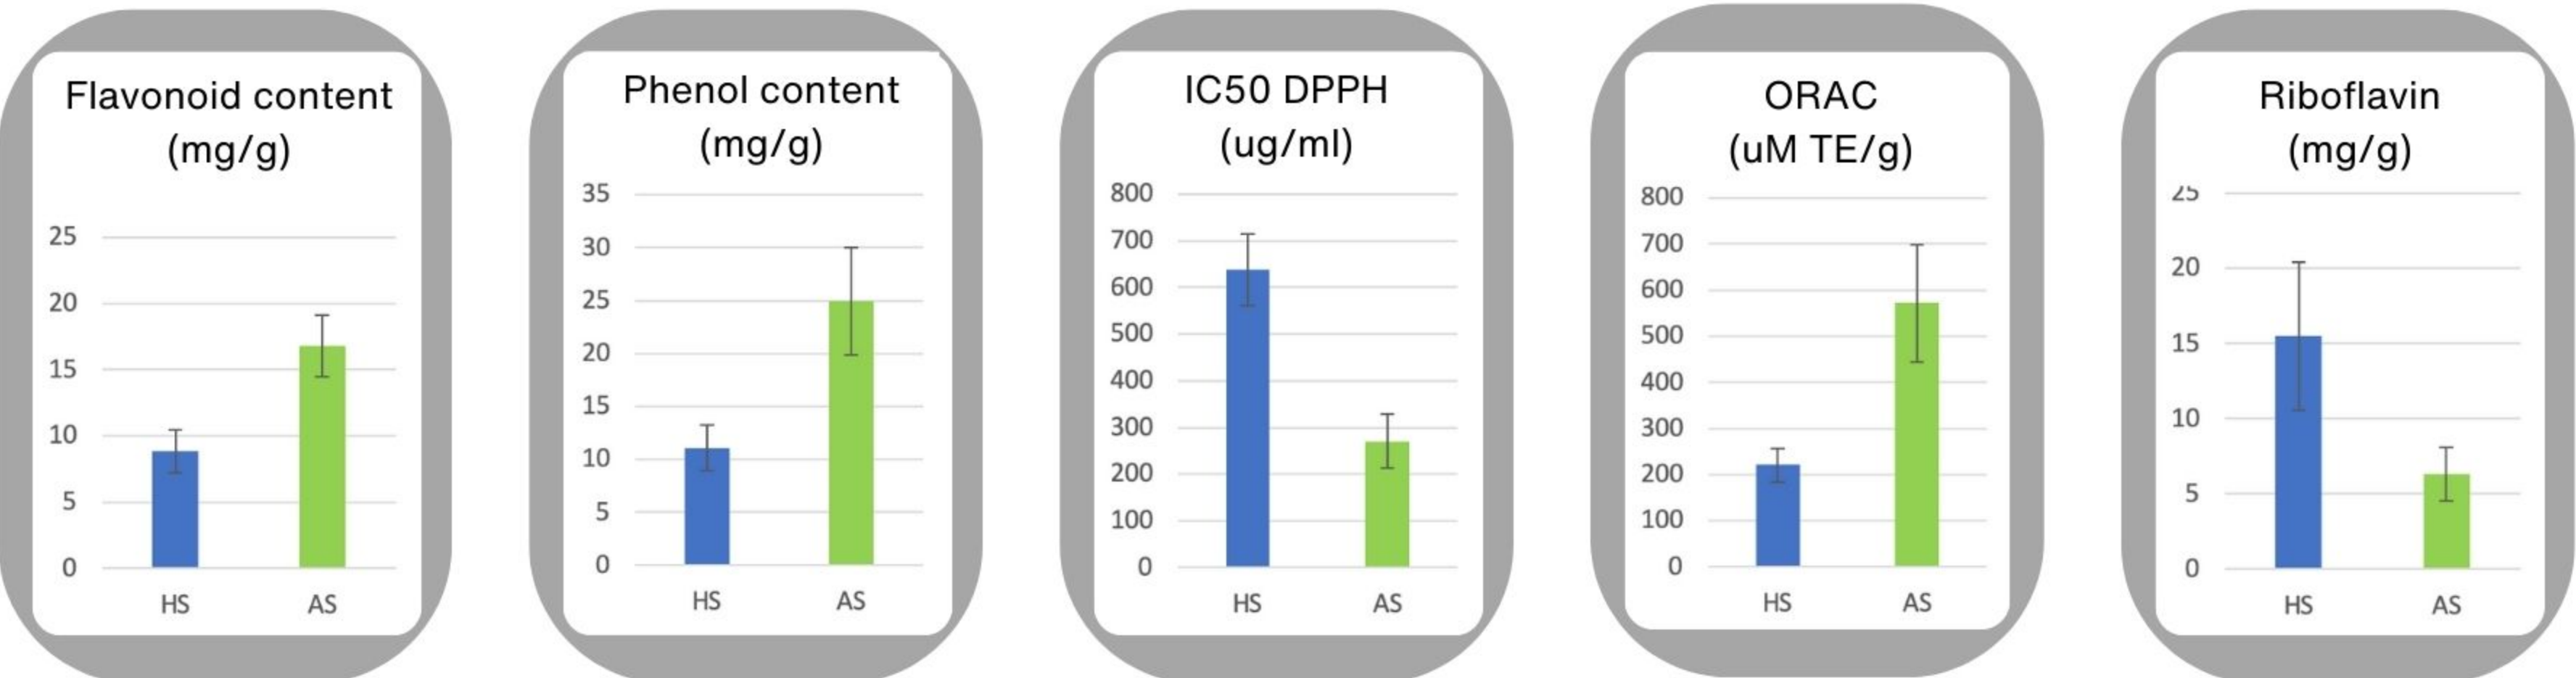 Flavonoid content
(mg/g)
25
20
15
10
5
0
HS AS
Phenol content
(mg/g)
35
30
25
20
15
10
5
0
HS AS
IC50 DPPH
(ug/ml)
800
700
600
500
400
300
200
100
0
HS AS
ORAC
(uM TE/g)
800
700
600
500
400
300
200
100
0
HS AS
Riboflavin
(mg/g)
25
20
15
10
5
0
HS AS